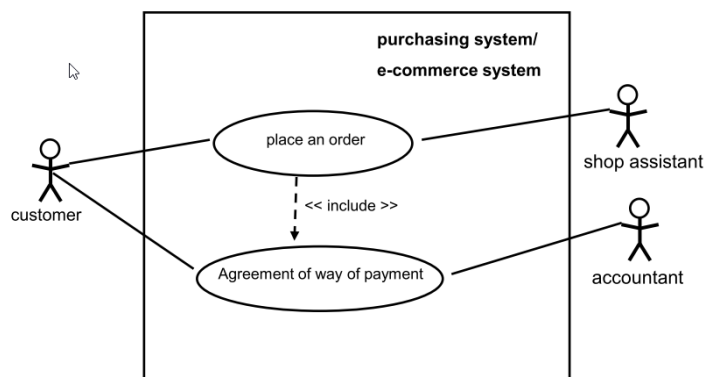 purchasing system/
e-commerce system
place an order
shop assistant
<< include >>
customer
Agreement of way of payment
accountant